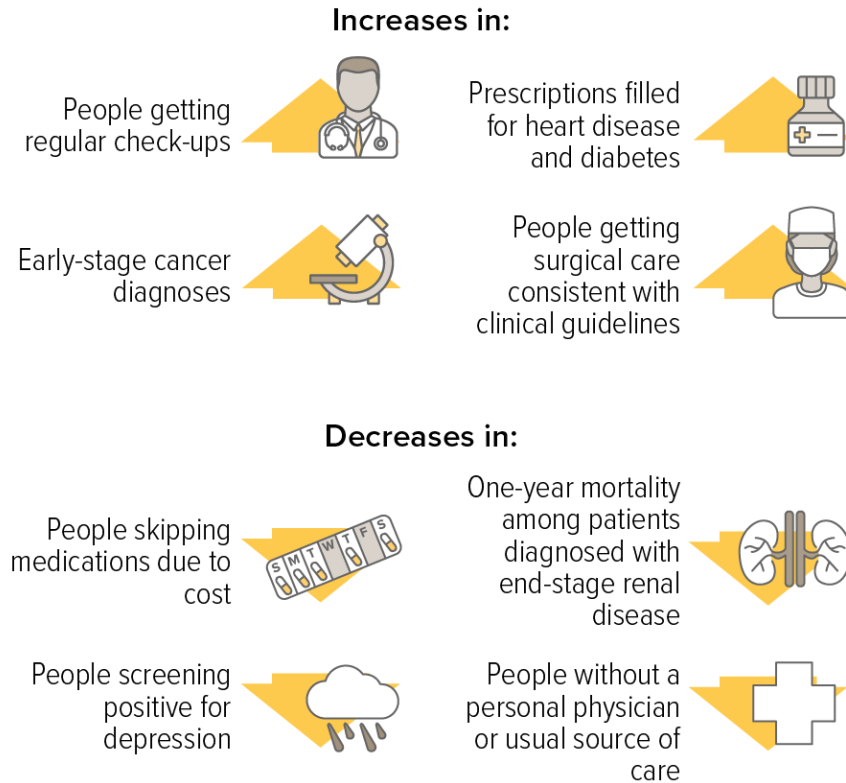 Increases in:
People getting
regular check-ups
Prescriptions filled
for heart disease
and diabetes
Early-stage cancer
diagnoses
People getting
surgical care
consistent with
clinical guidelines
Decreases in:
People skipping
medications due to
cost
S M T W T F S
One-year mortality
among patients
diagnosed with
end-stage renal
disease
People screening
positive for
depression
People without a
personal physician
or usual source of
care